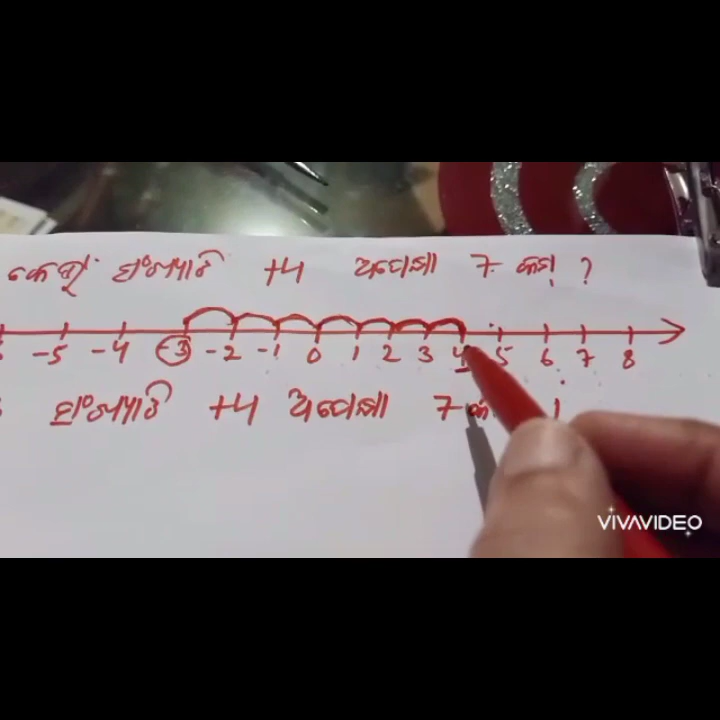 କେଉଁ ସଂଖ୍ୟାଟି +4 ଅପେକ୍ଷା 7 କମ୍ ?
-5 -4 -3 -2 -1 0 1 2 3 4 5 6 7 8
ସଂଖ୍ୟାଟି +4 ଅପେକ୍ଷା 7 ।
VIVAVIDEO